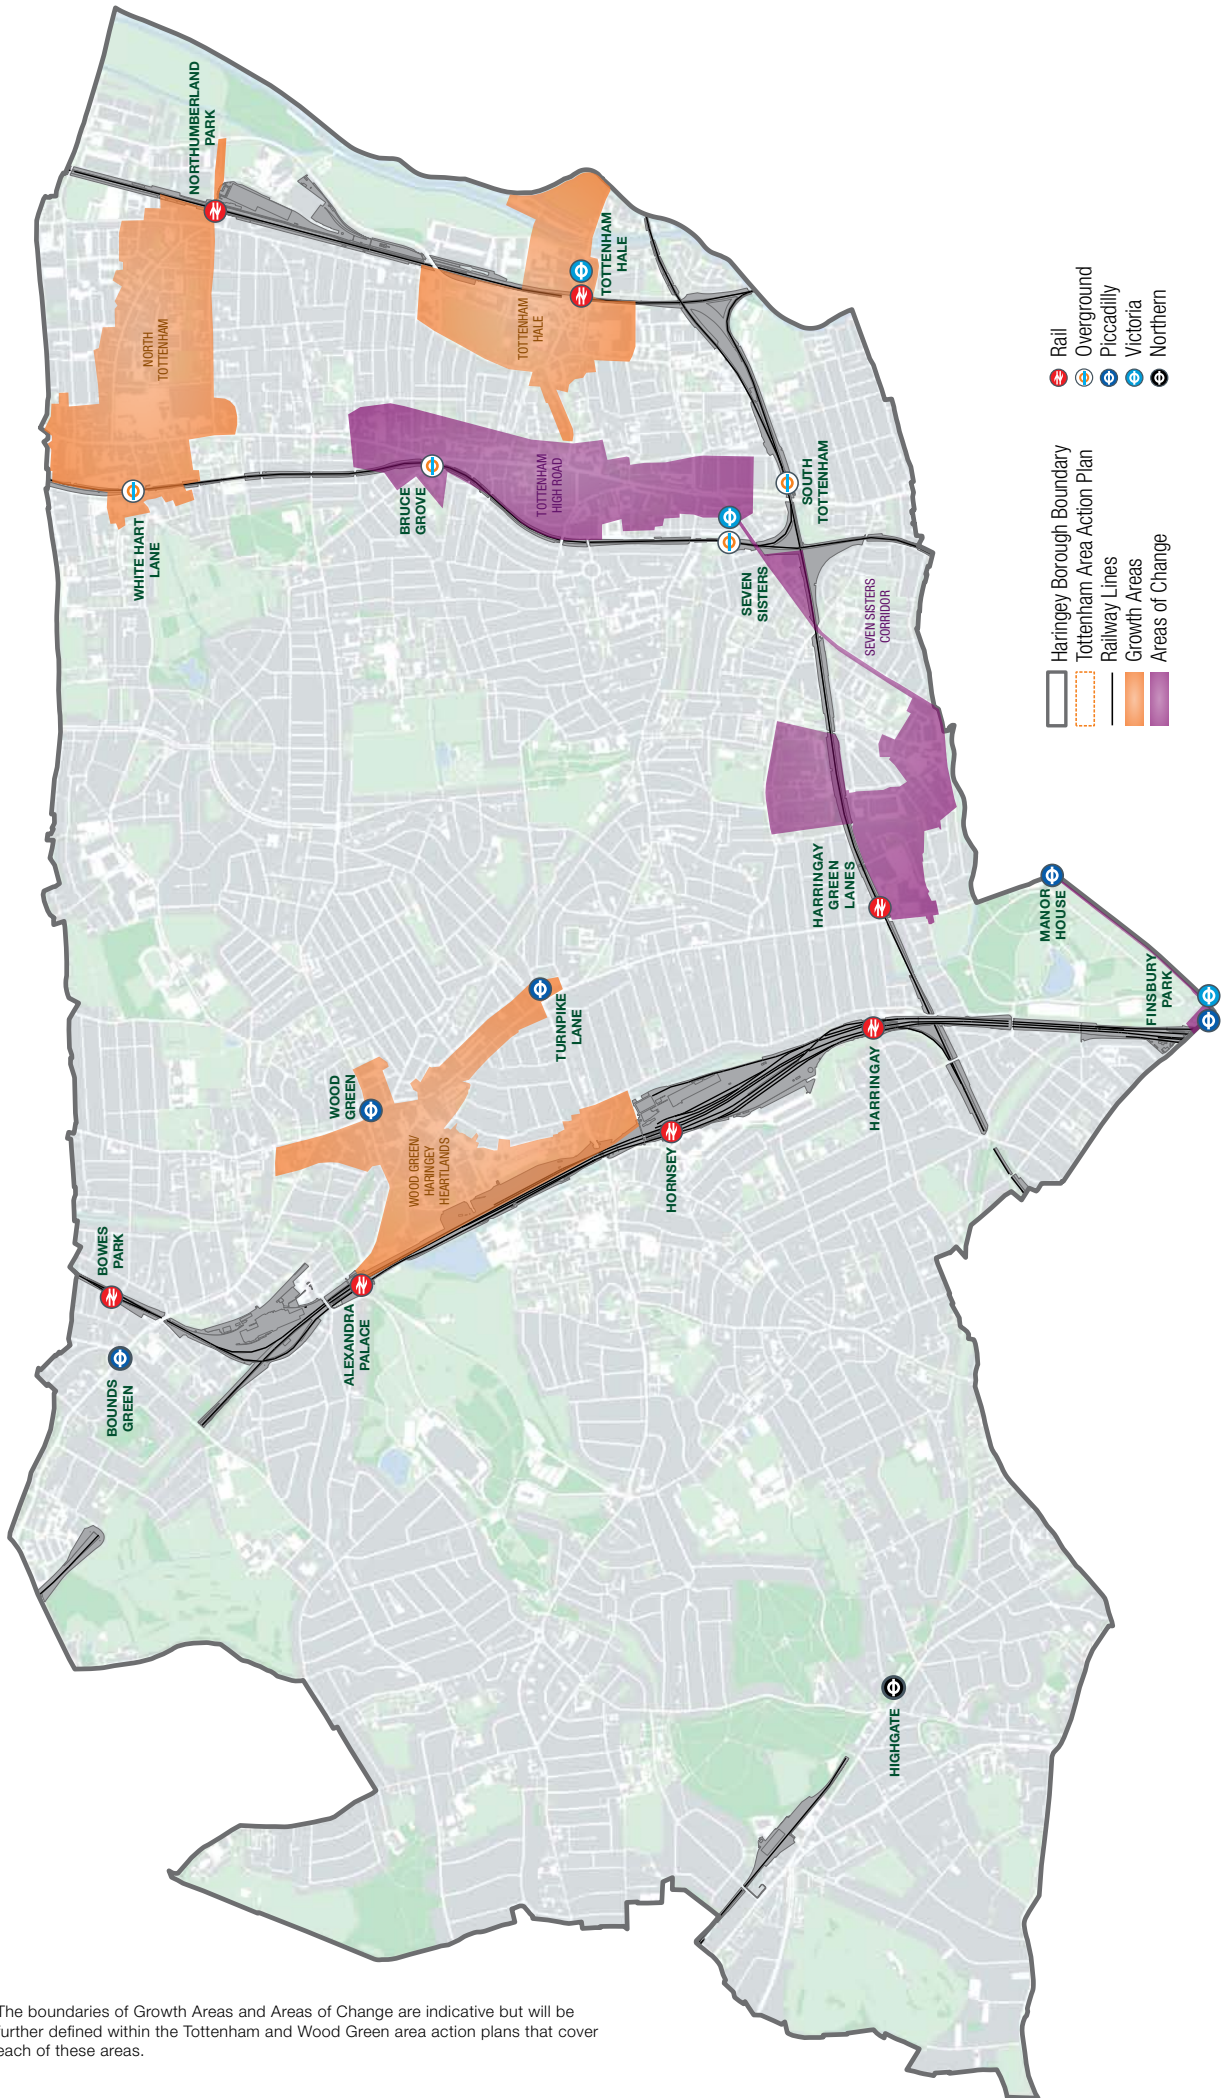 NORTHUMBERLAND
PARK
NORTH
TOTTENHAM
WHITE HART
LANE
TOTTENHAM
HALE
TOTTENHAM
HALE
BRUCE
GROVE
TOTTENHAM
HIGH ROAD
SOUTH
TOTTENHAM
SEVEN
SISTERS
SEVEN SISTERS
CORRIDOR
HARRINGAY
GREEN
LANES
MANOR
HOUSE
FINSBURY
PARK
TURNPIKE
LANE
WOOD
GREEN
WOOD GREEN/
HARINGEY
HEARTLANDS
HARRINGAY
HORNSEY
BOWES
PARK
ALEXANDRA
PALACE
BOUNDS
GREEN
HIGHGATE
Haringey Borough Boundary
Tottenham Area Action Plan
Railway Lines
Growth Areas
Areas of Change
Rail
Overground
Piccadilly
Victoria
Northern
The boundaries of Growth Areas and Areas of Change are indicative but will be
further defined within the Tottenham and Wood Green area action plans that cover
each of these areas.